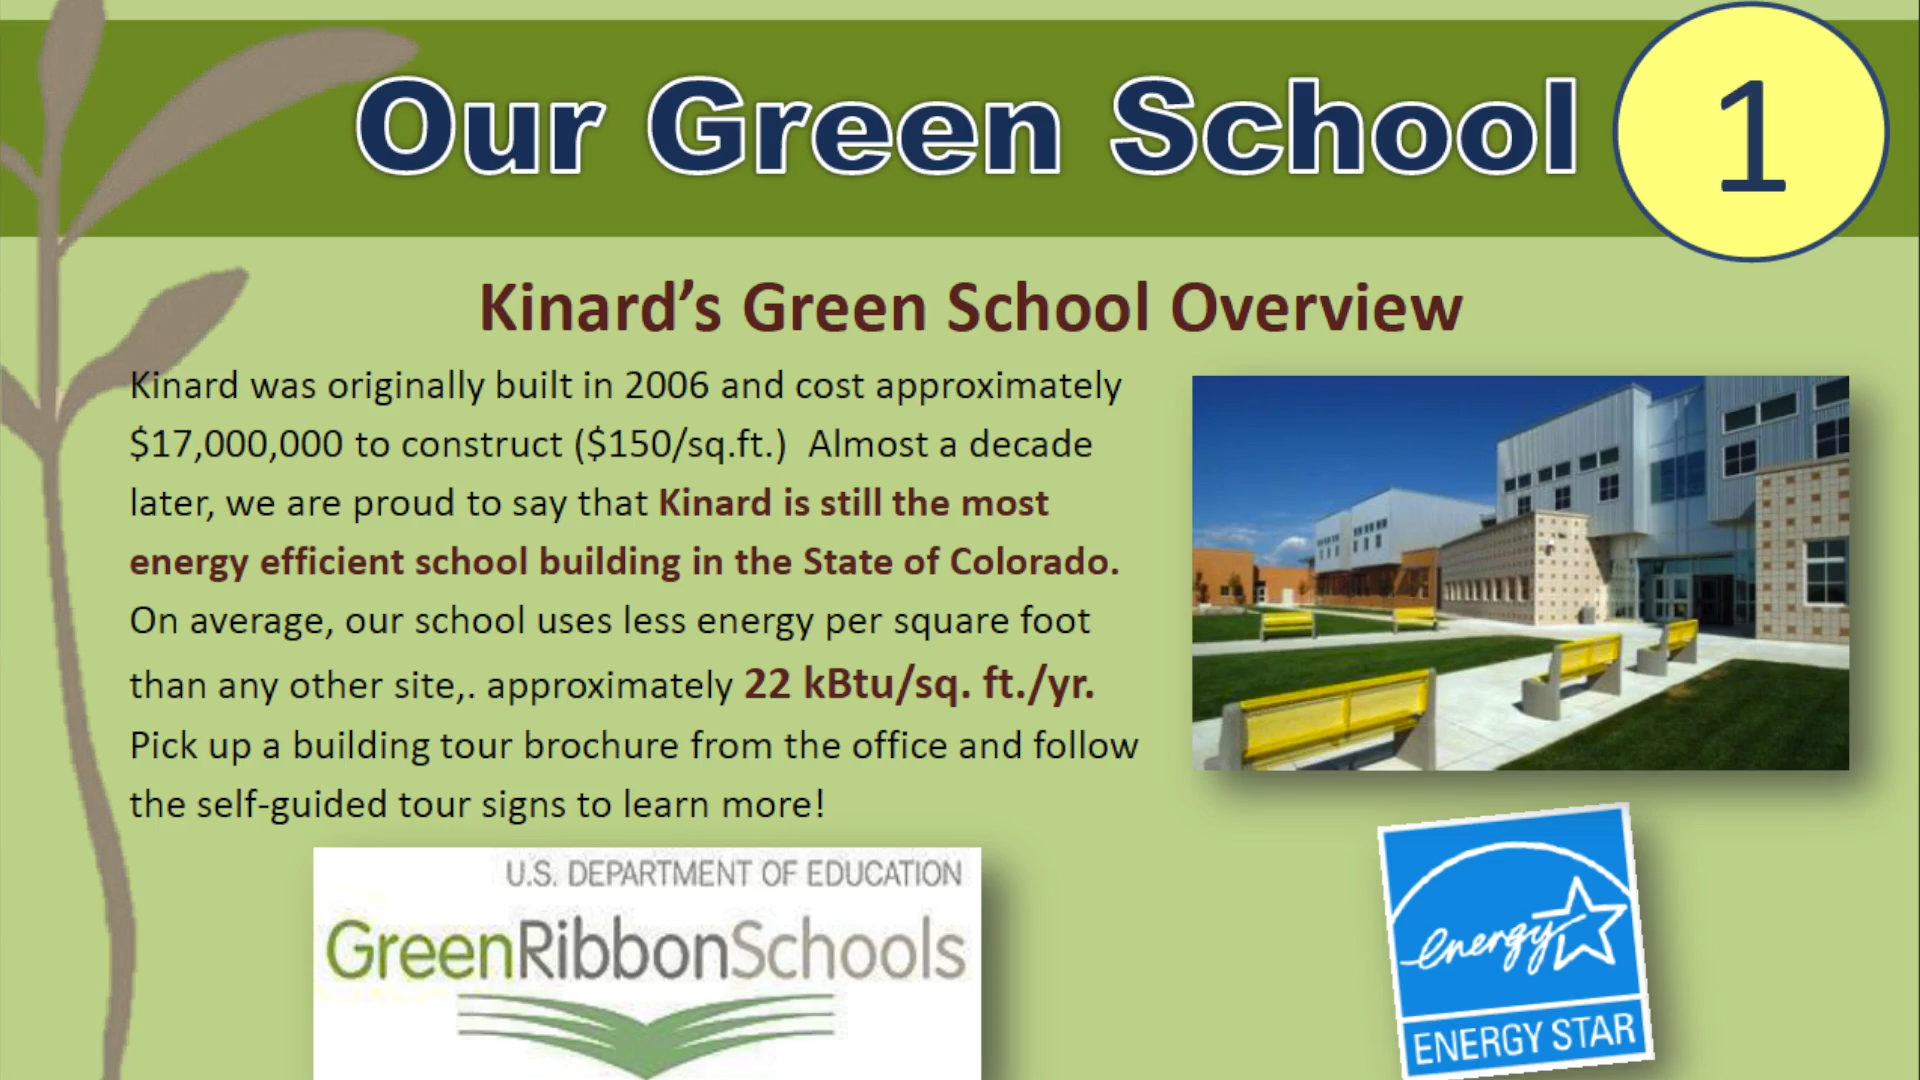 Our Green School
1
Kinard’s Green School Overview
Kinard was originally built in 2006 and cost approximately
$17,000,000 to construct ($150/sq.ft.)  Almost a decade
later, we are proud to say that Kinard is still the most
energy efficient school building in the State of Colorado.
On average, our school uses less energy per square foot
than any other site,. approximately 22 kBtu/sq. ft./yr.
Pick up a building tour brochure from the office and follow
the self-guided tour signs to learn more!
U.S. DEPARTMENT OF EDUCATION
GreenRibbonSchools
energy
ENERGY STAR